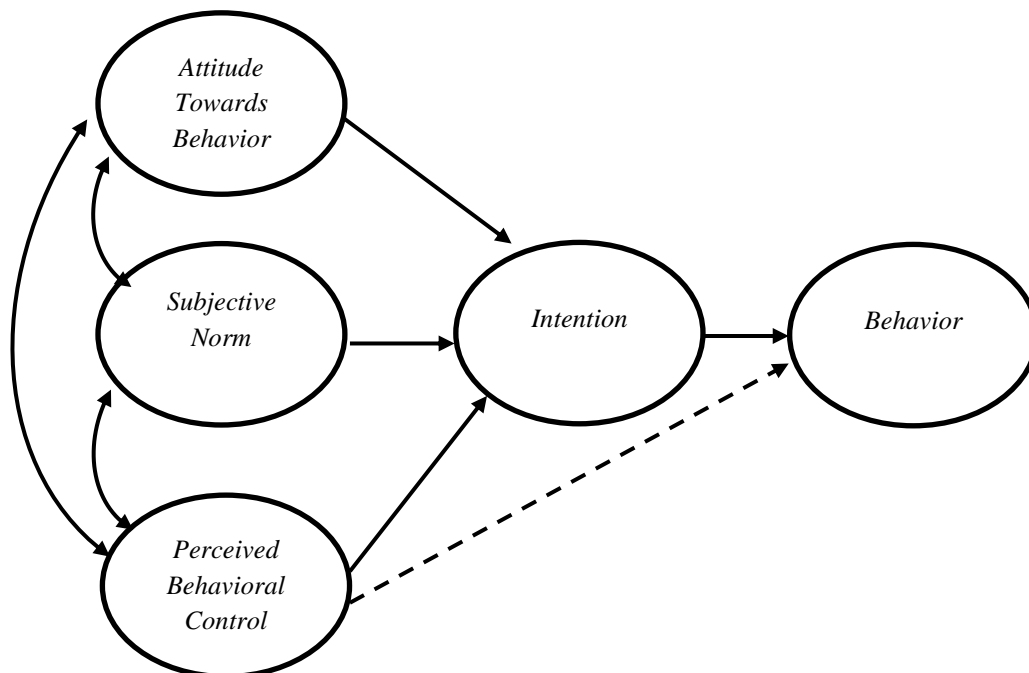 Attitude
Towards
Behavior
Subjective
Norm
Intention
Behavior
Perceived
Behavioral
Control